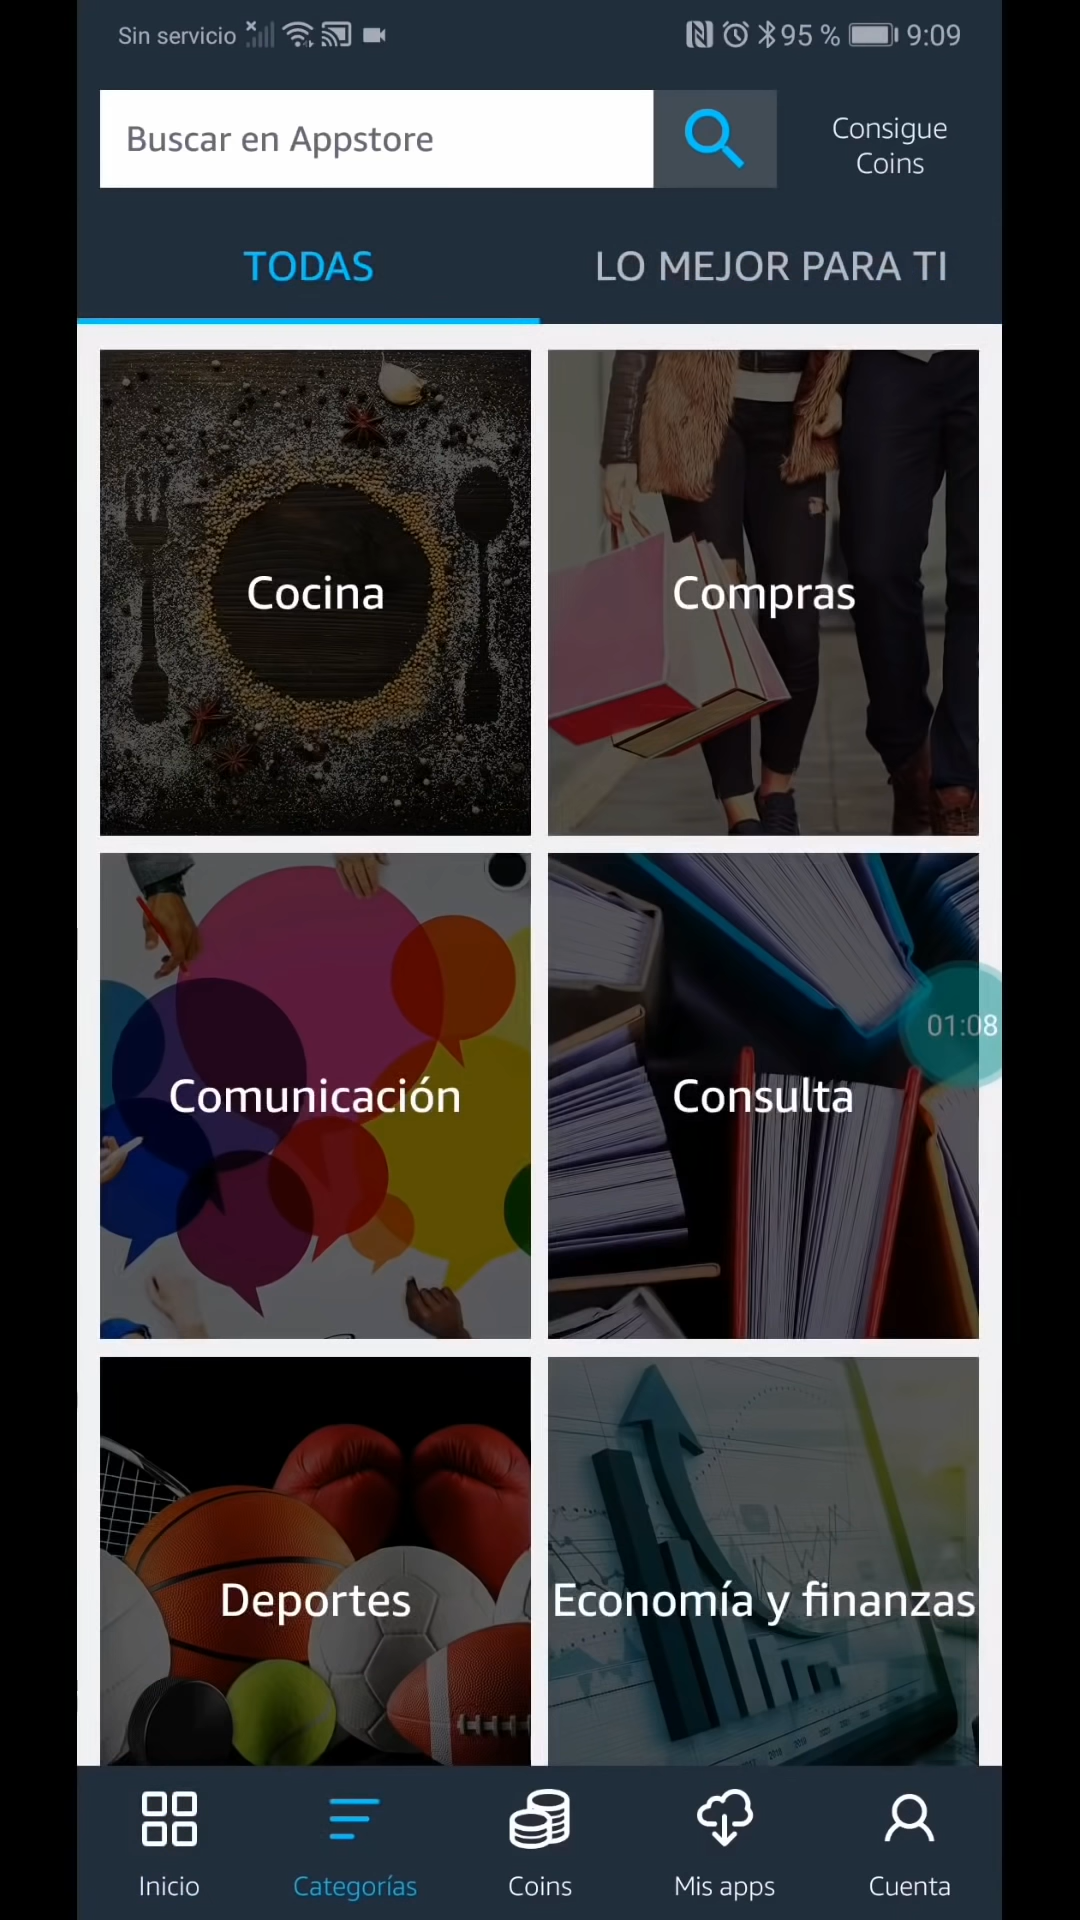 Sin servicio 95 % 9:09
Buscar en Appstore
Consigue
Coins
TODAS LO MEJOR PARA TI
Cocina Compras
01:08
Comunicación Consulta
Deportes Economía y finanzas
Inicio Categorías Coins Mis apps Cuenta